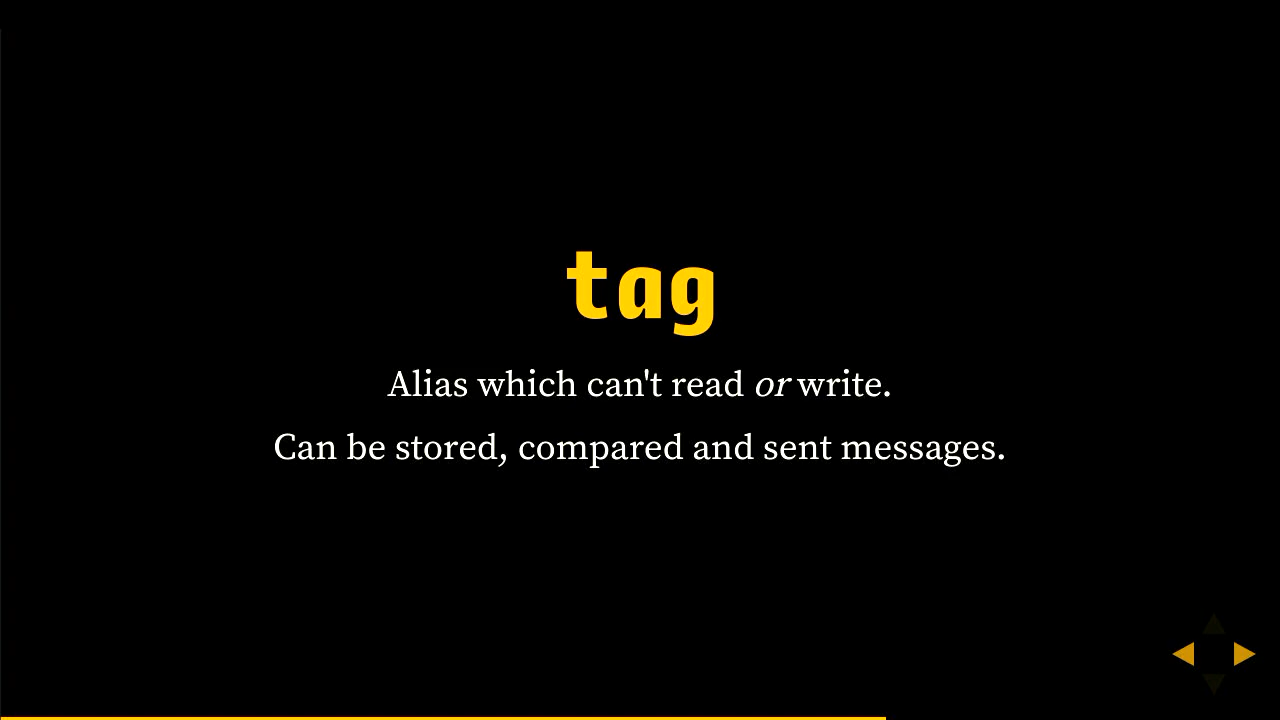 tag
Alias which can't read or write.
Can be stored, compared and sent messages.